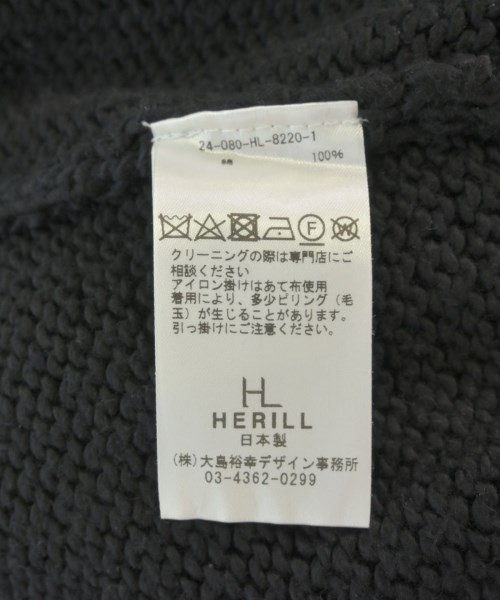 24-080-HL-8220-1
綿 100%
クリーニングの際は専門店にご
相談ください
アイロン掛けはあて布使用
着用により、多少ピリング（毛
玉）が生じることがあります。
引っ掛けにご注意ください。
HL
HERILL
日本製
(株)大島裕幸デザイン事務所
03-4362-0299